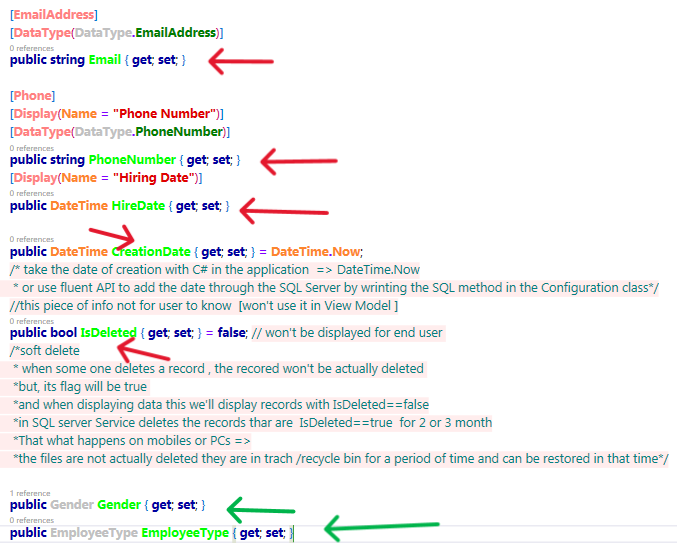 [EmailAddress]
[DataType(DataType.EmailAddress)]
0 references
public string Email { get; set; }
[Phone]
[Display(Name = "Phone Number")]
[DataType(DataType.PhoneNumber)]
0 references
public string PhoneNumber { get; set; }
[Display(Name = "Hiring Date")]
0 references
public DateTime HireDate { get; set; }
0 references
public DateTime CreationDate { get; set; } = DateTime.Now;
/* take the date of creation with C# in the application => DateTime.Now
* or use fluent API to add the date through the SQL Server by wrinting the SQL method in the Configuration class*/
//this piece of info not for user to know [won't use it in View Model ]
0 references
public bool IsDeleted { get; set; } = false; // won't be displayed for end user
/*soft delete
* when some one deletes a record , the recored won't be actually deleted
*but, its flag will be true
*and when displaying data this we'll display records with IsDeleted==false
*in SQL server Service deletes the records thar are IsDeleted==true for 2 or 3 month
*That what happens on mobiles or PCs =>
*the files are not actually deleted they are in trach /recycle bin for a period of time and can be restored in that time*/
1 reference
public Gender Gender { get; set; }
0 references
public EmployeeType EmployeeType { get; set; }